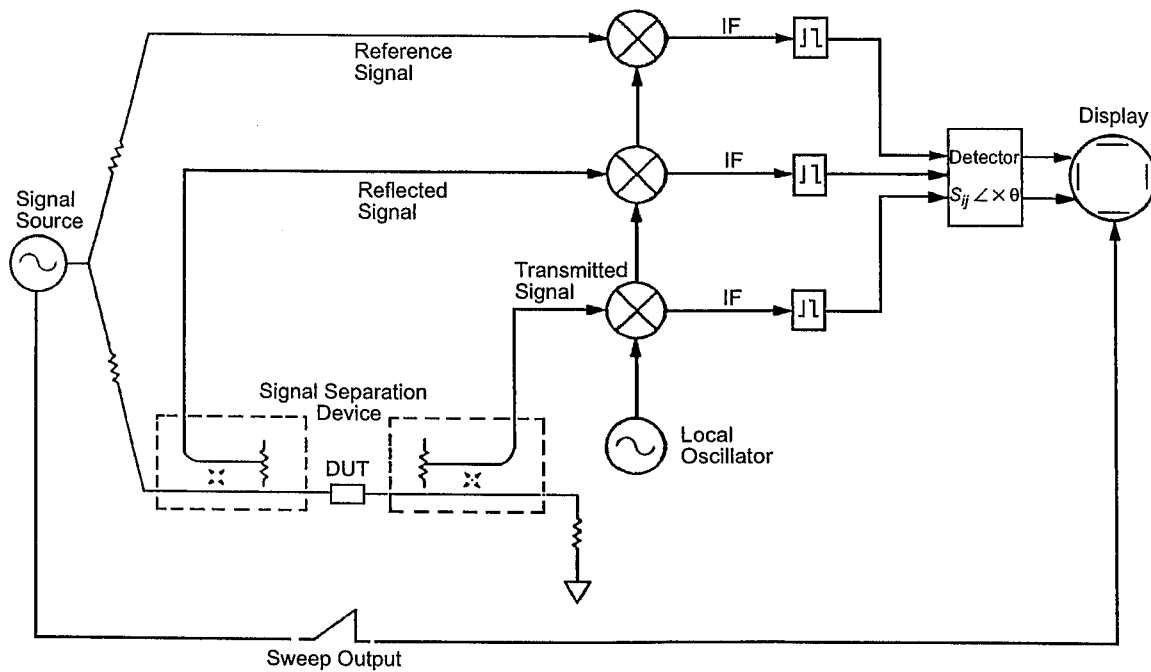 IF
Reference
Signal
Display
IF
Detector
Reflected
Signal
S_ij ∠ × θ
Signal
Source
Transmitted
Signal
IF
Signal Separation
Device
Local
Oscillator
DUT
Sweep Output